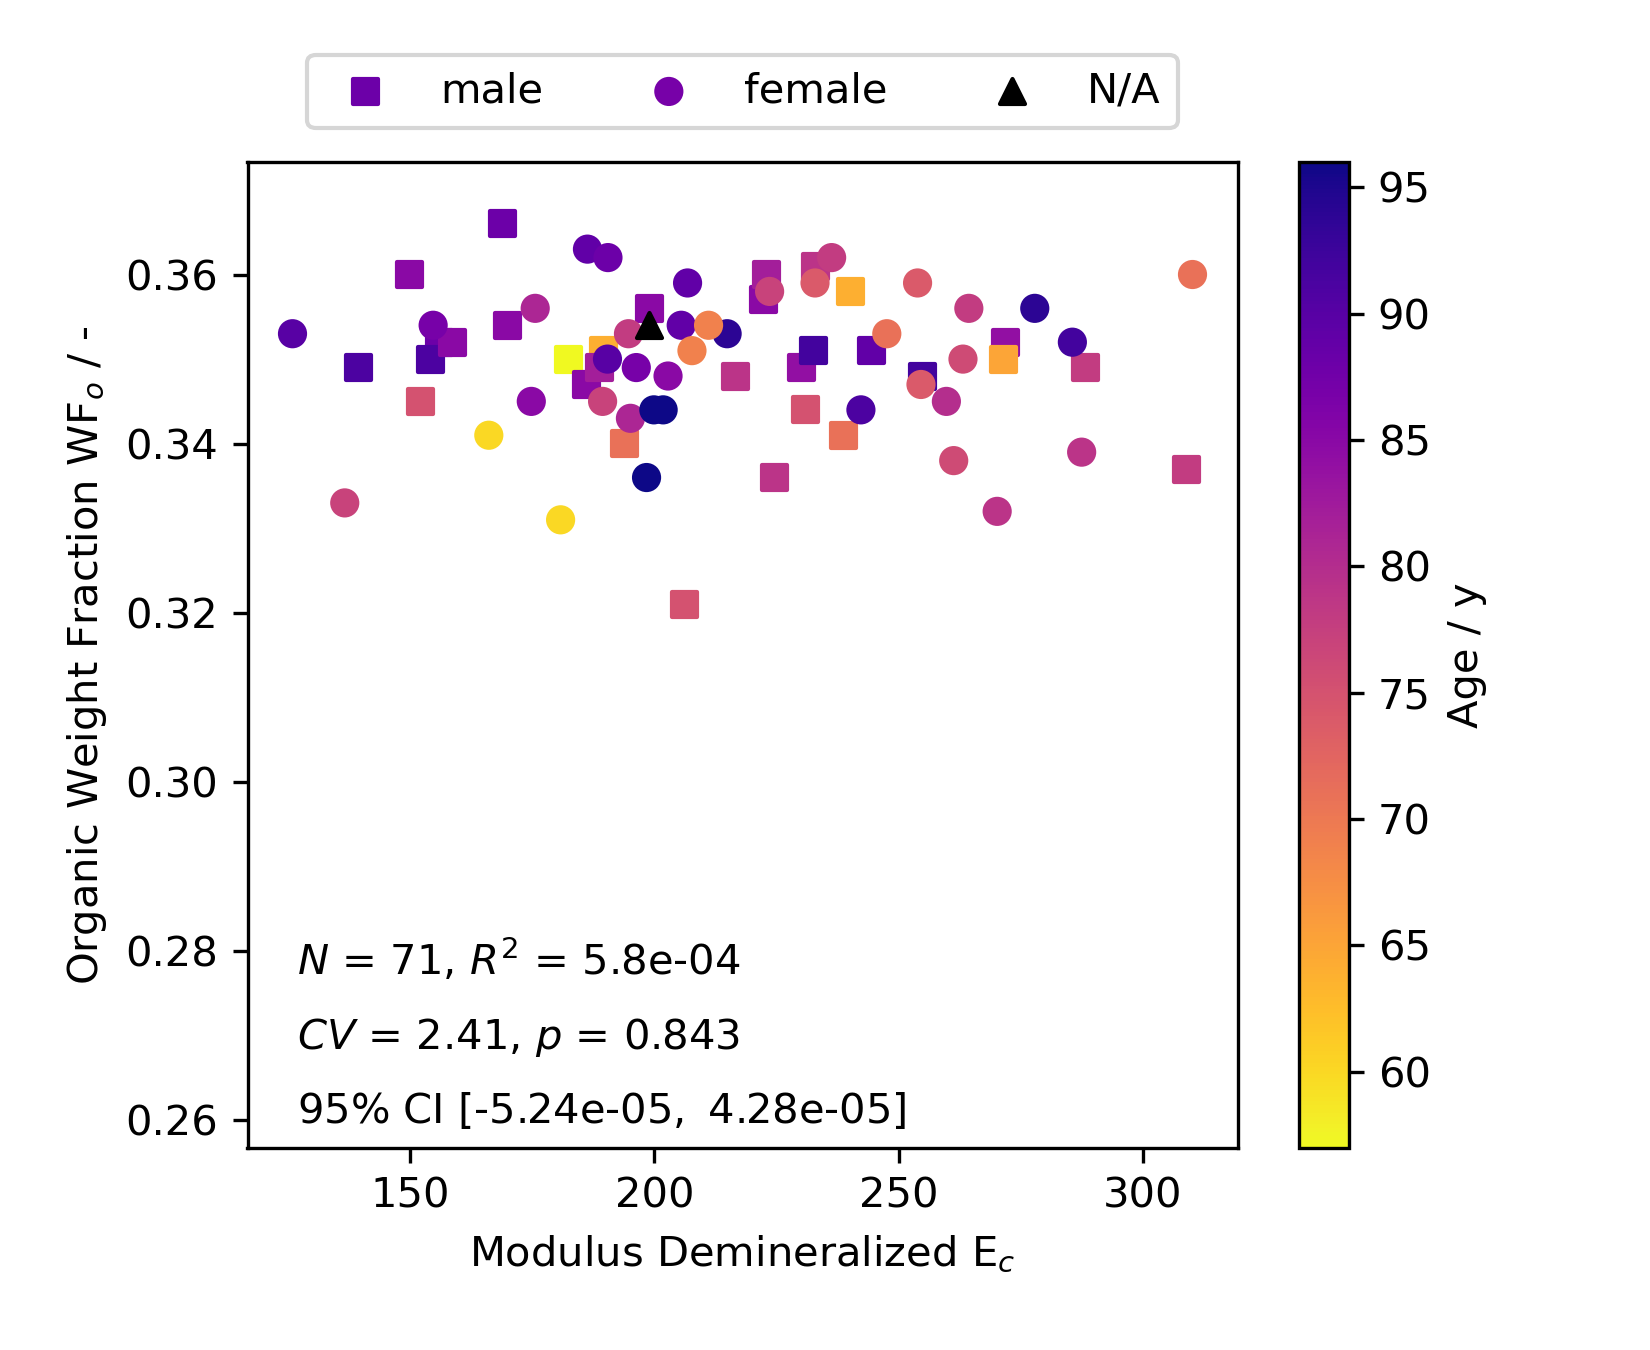 male female N/A
Organic Weight Fraction WFₒ / -
0.36
0.34
0.32
0.30
0.28
0.26
N = 71, R² = 5.8e-04
CV = 2.41, p = 0.843
95% CI [-5.24e-05, 4.28e-05]
150 200 250 300
Modulus Demineralized E_c
95
90
85
80
75
70
65
60
Age / y